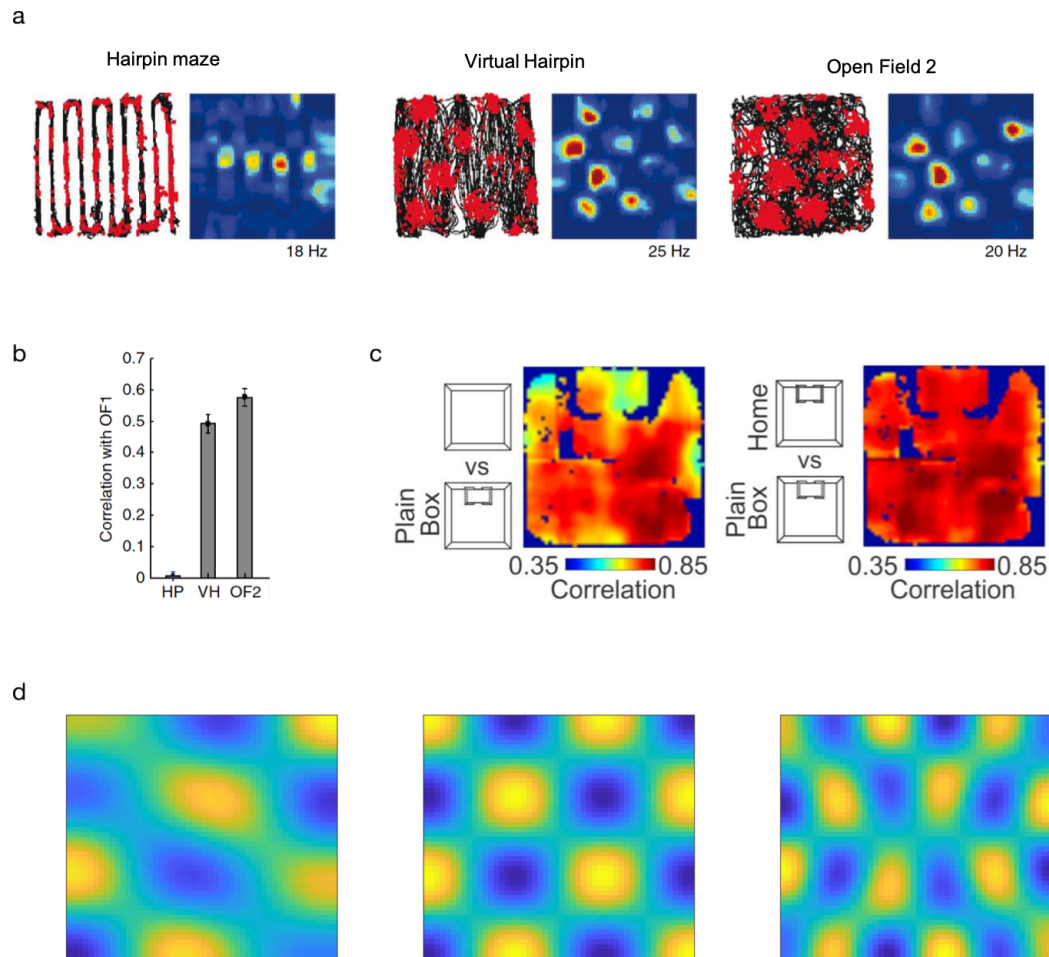 a
Hairpin maze
Virtual Hairpin
Open Field 2
18 Hz
25 Hz
20 Hz
b
Correlation with OF1
0.7
0.6
0.5
0.4
0.3
0.2
0.1
0
HP VH OF2
c
vs
Plain
Box
0.35 0.85
Correlation
Home
vs
Plain
Box
0.35 0.85
Correlation
d